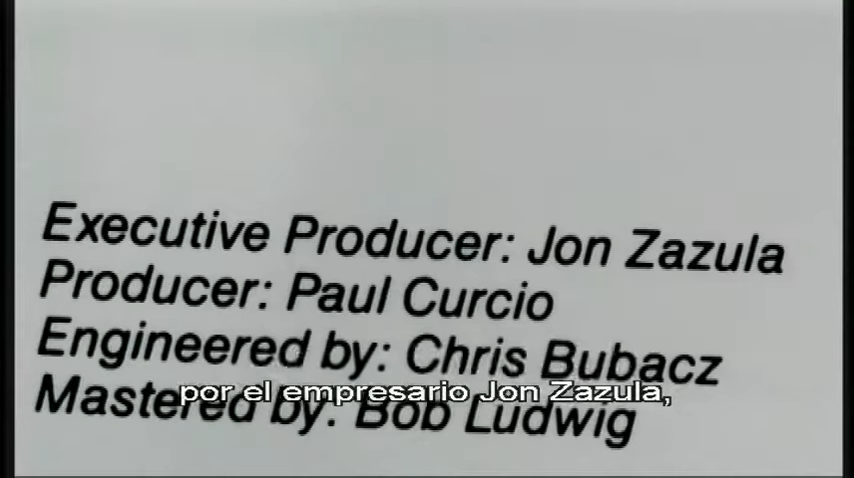 Executive Producer: Jon Zazula
Producer: Paul Curcio
Engineered by: Chris Bubacz
Mastered by: Bob Ludwig
por el empresario Jon Zazula,